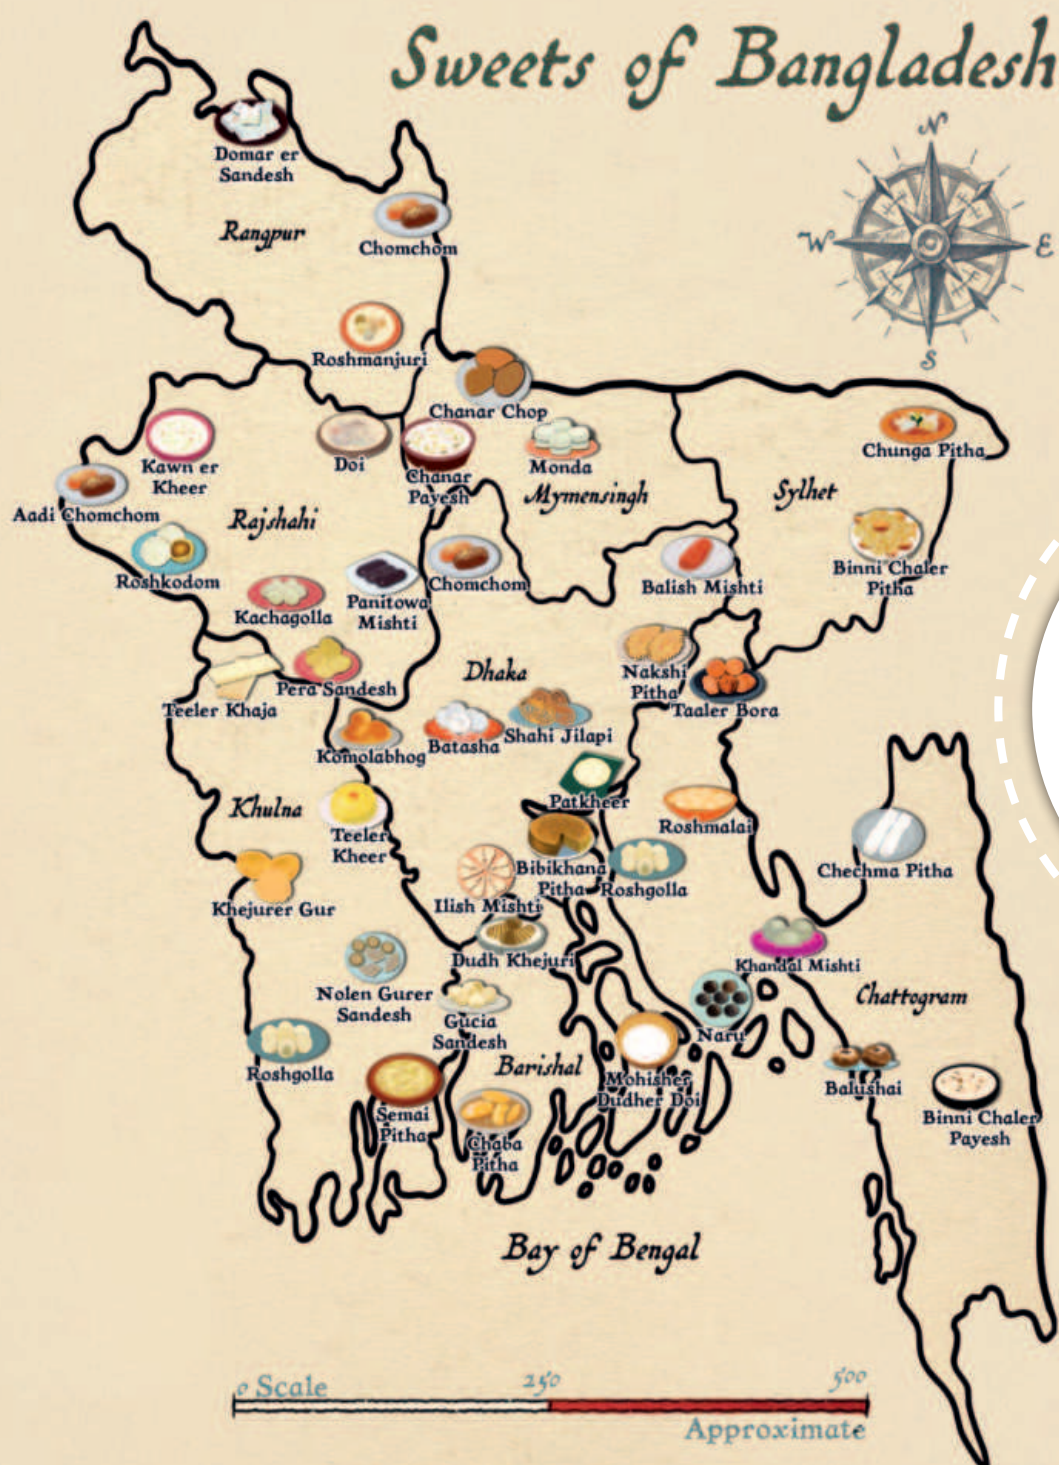 Sweets of Bangladesh
N
W
E
S
Domar er
Sandesh
Rangpur
Chomchom
Roshmanjuri
Chanar Chop
Kawn er
Kheer
Doi
Chanar
Payesh
Monda
Mymensingh
Chunga Pitha
Sylhet
Aadi Chomchom
Rajshahi
Roshkodom
Kachagolla
Panitowa
Mishti
Chomchom
Balish Mishti
Binni Chaler
Pitha
Dhaka
Nakshi
Pitha
Taaler Bora
Teeler Khaja
Pera Sandesh
Komolabhog
Batasha
Shahi Jilapi
Patkheer
Khulna
Teeler
Kheer
Roshmalai
Chechma Pitha
Khejurer Gur
Ilish Mishti
Bibikhana
Pitha
Roshgolla
Dudh Khejuri
Khandal Mishti
Nolen Gurer
Sandesh
Gucia
Sandesh
Naru
Chattogram
Roshgolla
Semai
Pitha
Barishal
Chaba
Pitha
Mohisher
Dudher Doi
Balushai
Binni Chaler
Payesh
Bay of Bengal
0 Scale 250 500
Approximate